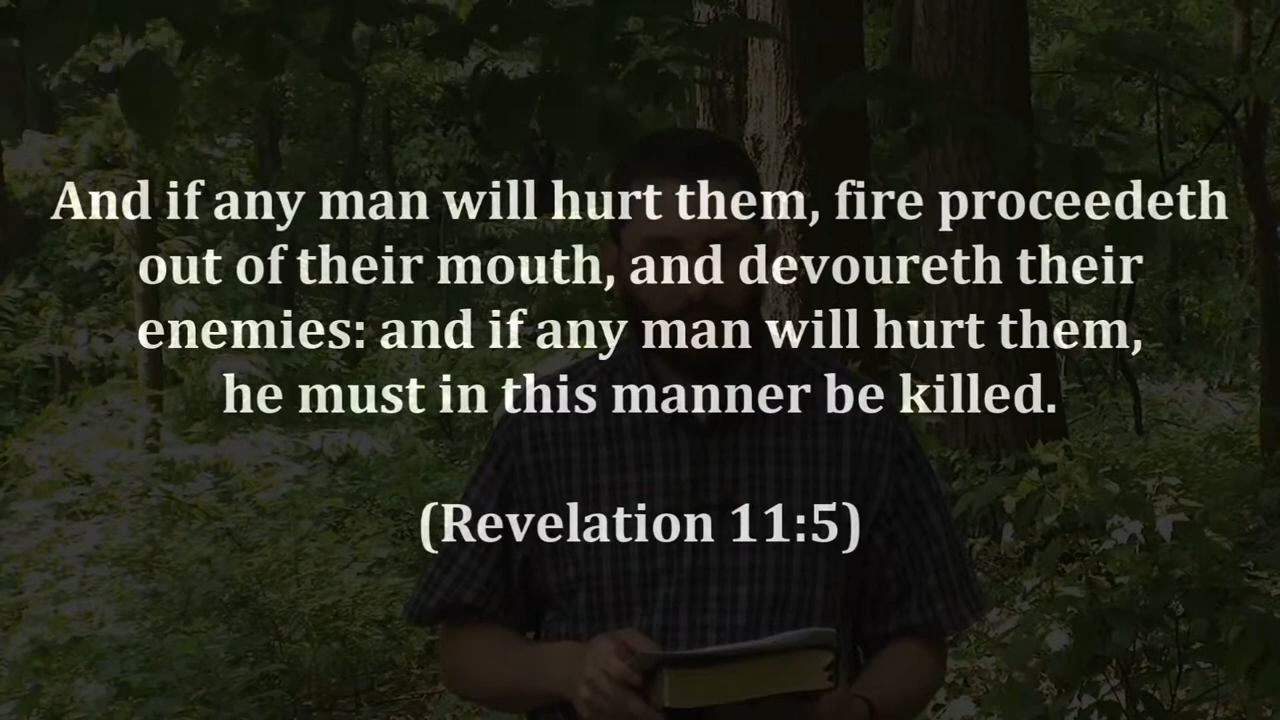 And if any man will hurt them, fire proceedeth
out of their mouth, and devoureth their
enemies: and if any man will hurt them,
he must in this manner be killed.
(Revelation 11:5)